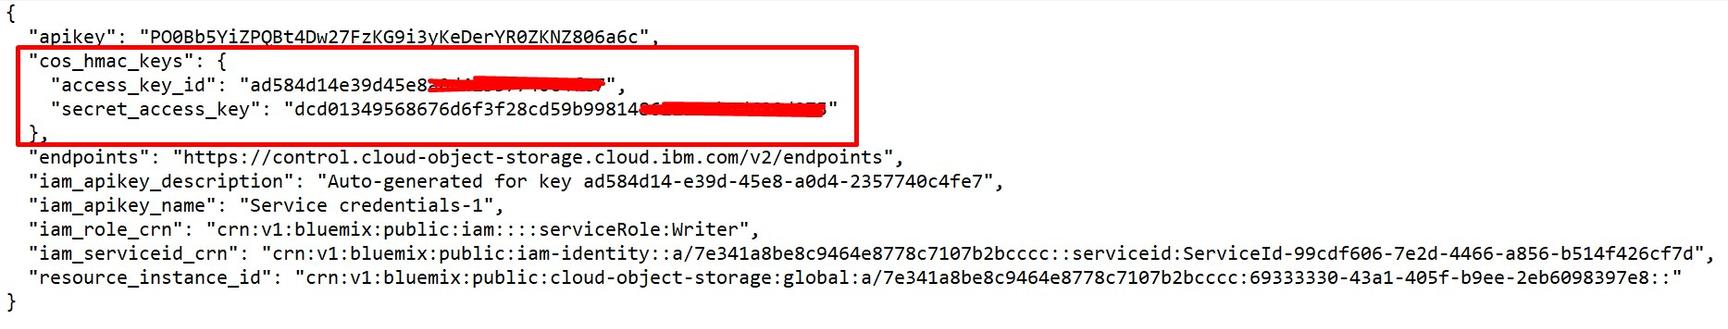 {
"apikey": "PO0Bb5YiZPQBt4Dw27FzKG9i3yKeDerYR0ZKNZ806a6c",
"cos_hmac_keys": {
"access_key_id": "ad584d14e39d45e8",
"secret_access_key": "dcd01349568676d6f3f28cd59b99814"
},
"endpoints": "https://control.cloud-object-storage.cloud.ibm.com/v2/endpoints",
"iam_apikey_description": "Auto-generated for key ad584d14-e39d-45e8-a0d4-2357740c4fe7",
"iam_apikey_name": "Service credentials-1",
"iam_role_crn": "crn:v1:bluemix:public:iam::::serviceRole:Writer",
"iam_serviceid_crn": "crn:v1:bluemix:public:iam-identity::a/7e341a8be8c9464e8778c7107b2bcccc::serviceid:ServiceId-99cdf606-7e2d-4466-a856-b514f426cf7d",
"resource_instance_id": "crn:v1:bluemix:public:cloud-object-storage:global:a/7e341a8be8c9464e8778c7107b2bcccc:69333330-43a1-405f-b9ee-2eb6098397e8::"
}